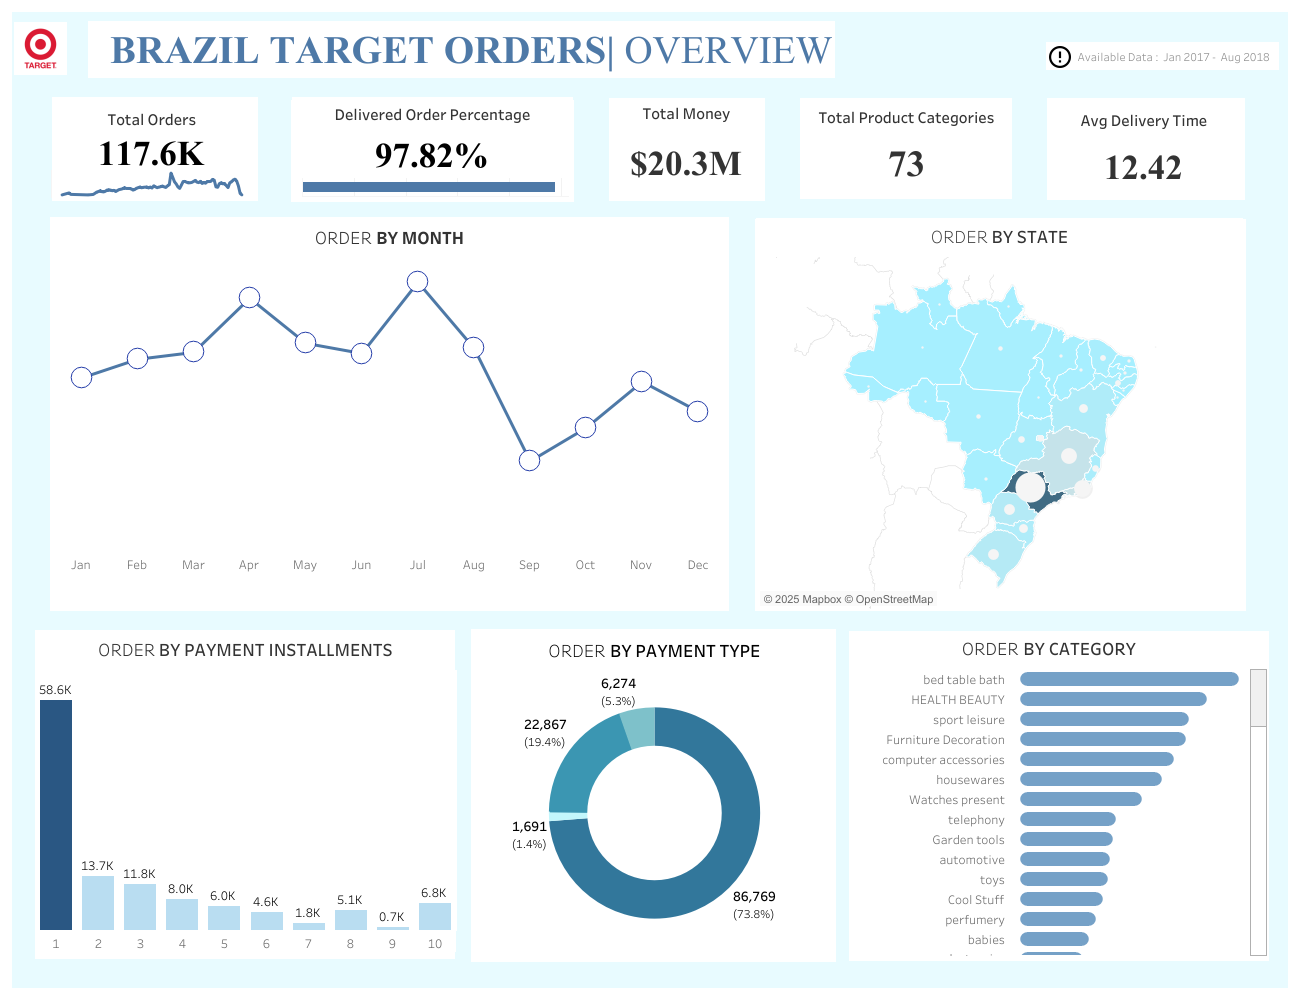 TARGET
BRAZIL TARGET ORDERS| OVERVIEW
Available Data : Jan 2017 - Aug 2018
Total Orders
117.6K
Delivered Order Percentage
97.82%
Total Money
$20.3M
Total Product Categories
73
Avg Delivery Time
12.42
ORDER BY MONTH
Jan Feb Mar Apr May Jun Jul Aug Sep Oct Nov Dec
ORDER BY STATE
© 2025 Mapbox © OpenStreetMap
ORDER BY PAYMENT INSTALLMENTS
58.6K
13.7K
11.8K
8.0K
6.0K
4.6K
1.8K
5.1K
0.7K
6.8K
1 2 3 4 5 6 7 8 9 10
ORDER BY PAYMENT TYPE
6,274
(5.3%)
22,867
(19.4%)
1,691
(1.4%)
86,769
(73.8%)
ORDER BY CATEGORY
bed table bath
HEALTH BEAUTY
sport leisure
Furniture Decoration
computer accessories
housewares
Watches present
telephony
Garden tools
automotive
toys
Cool Stuff
perfumery
babies